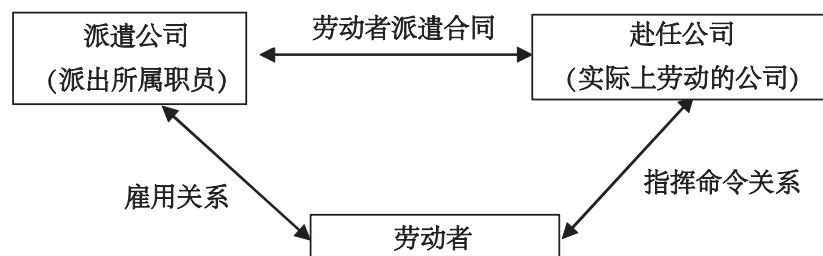 派遣公司
(派出所属职员)
劳动者派遣合同
赴任公司
(实际上劳动的公司)
雇用关系
指挥命令关系
劳动者